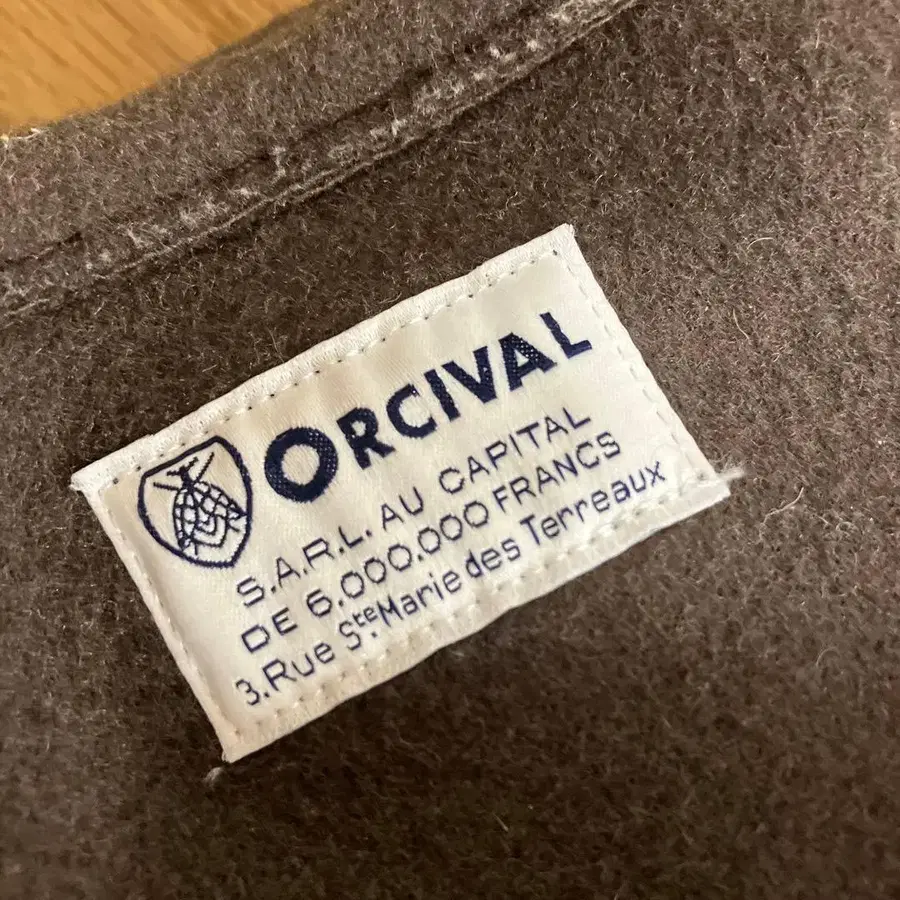 ORCIVAL
S.A.R.L. AU CAPITAL
DE 6.000.000 FRANCS
3.Rue Ste.Marie des Terreaux